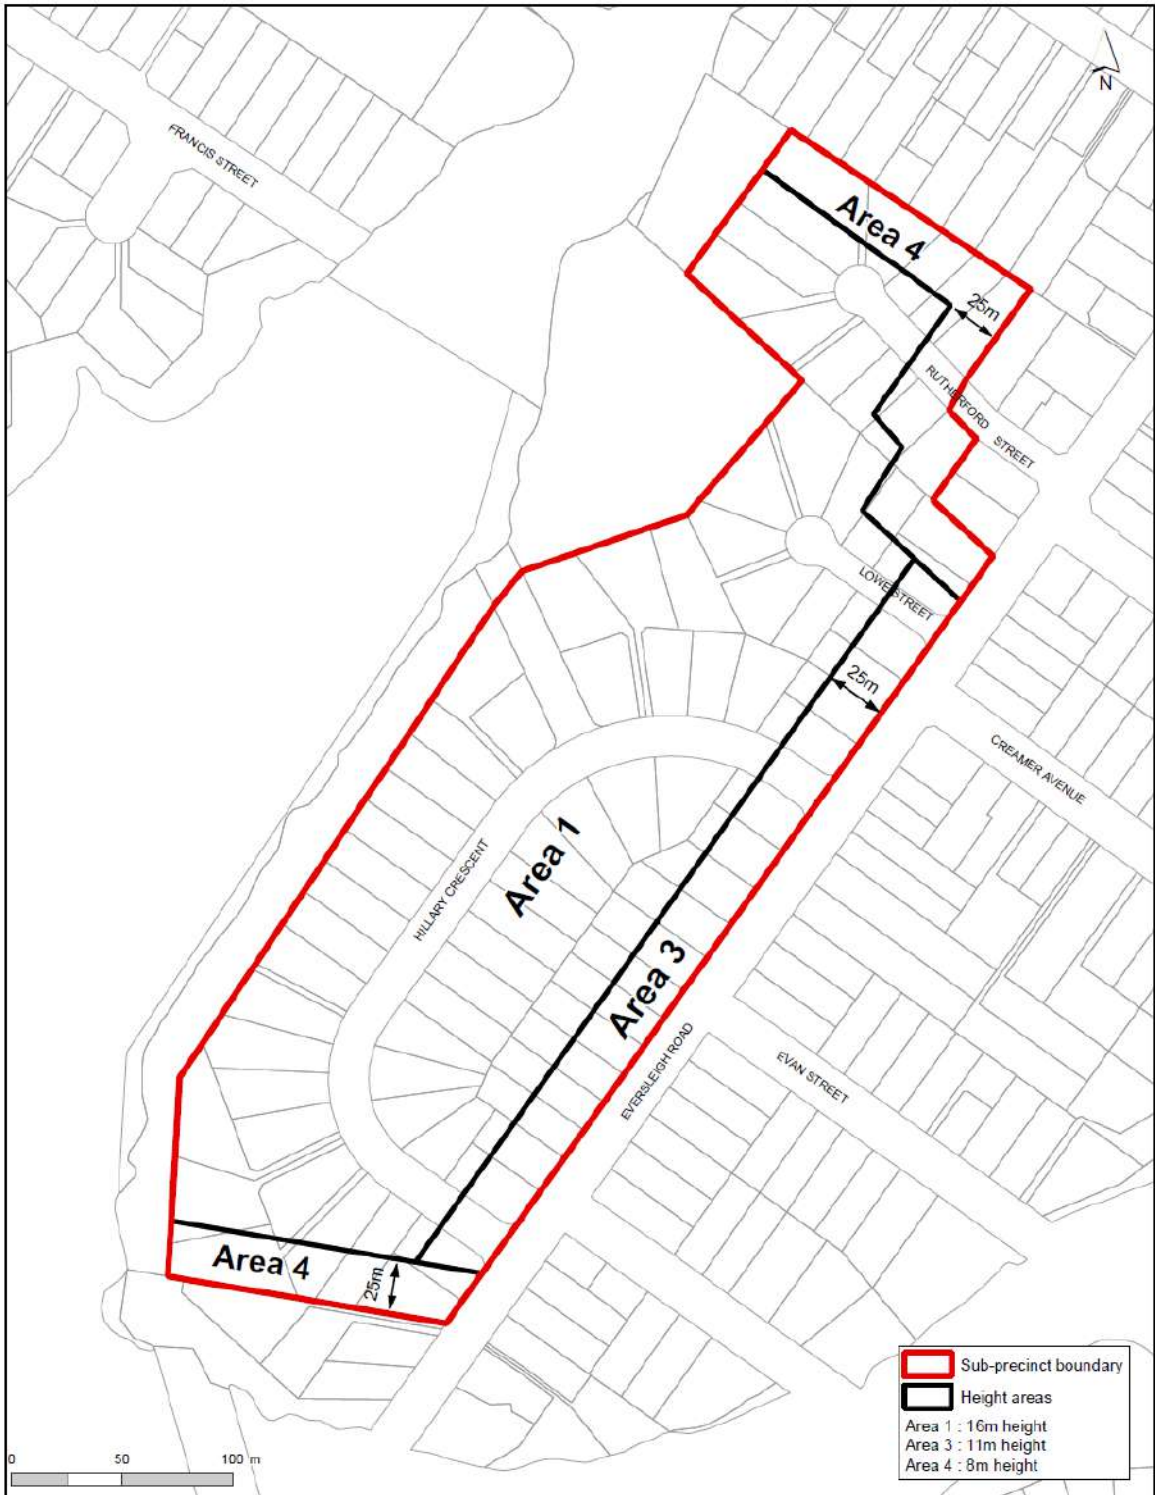 N
FRANCIS STREET
Area 4
25m
RUTHERFORD STREET
LOWE STREET
25m
CREAMER AVENUE
HILLARY CRESCENT
Area 1
Area 3
EVERSLEIGH ROAD
EVAN STREET
Area 4
25m
Sub-precinct boundary
Height areas
Area 1 : 16m height
Area 3 : 11m height
Area 4 : 8m height
0 50 100 m